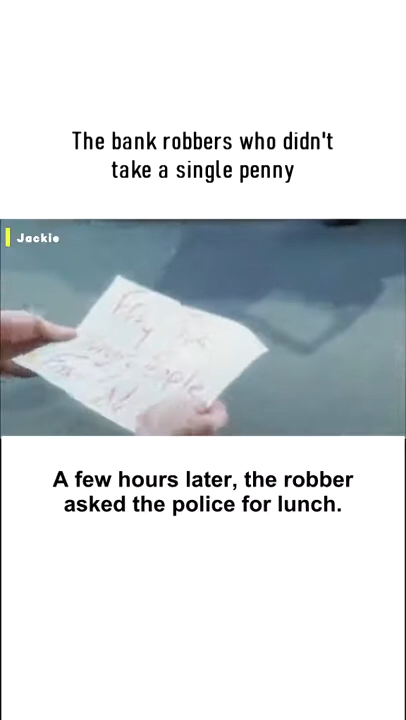 The bank robbers who didn't
take a single penny
Jackie
A few hours later, the robber
asked the police for lunch.